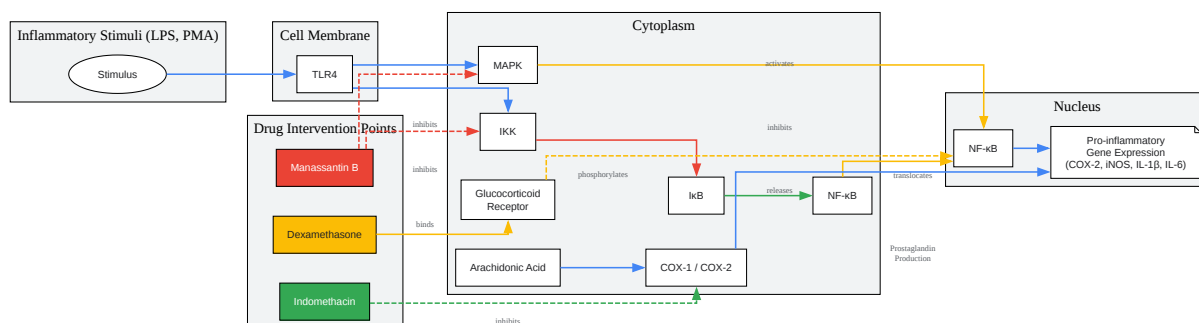 Inflammatory Stimuli (LPS, PMA)
Stimulus
Cell Membrane
TLR4
Drug Intervention Points
Manassantin B
Dexamethasone
Indomethacin
inhibits
inhibits
binds
inhibits
Cytoplasm
MAPK
activates
IKK
inhibits
phosphorylates
Glucocorticoid
Receptor
IκB
releases
NF-κB
translocates
Arachidonic Acid
COX-1 / COX-2
Prostaglandin
Production
Nucleus
NF-κB
Pro-inflammatory
Gene Expression
(COX-2, iNOS, IL-1β, IL-6)